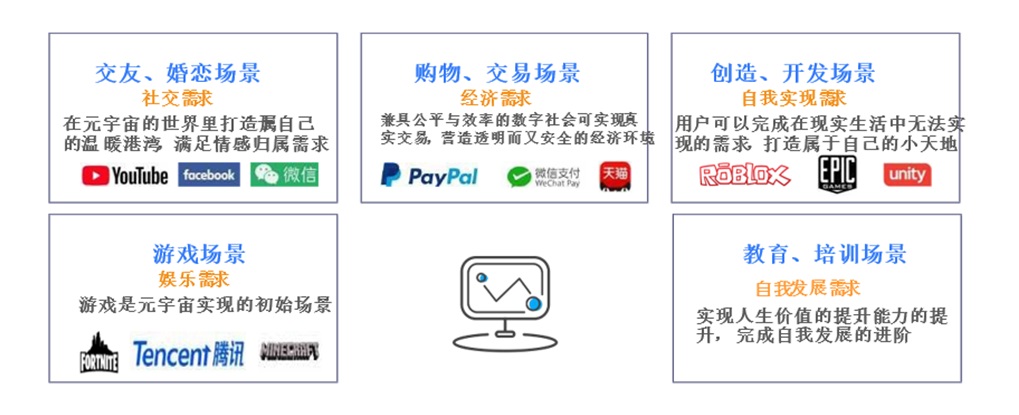 交友、婚恋场景
社交需求
在元宇宙的世界里打造属自己
的温暖港湾,满足情感归属需求
YouTube facebook 微信
购物、交易场景
经济需求
兼具公平与效率的数字社会可实现真
实交易,营造透明而又安全的经济环境
PayPal 微信支付 WeChat Pay 天猫
创造、开发场景
自我实现需求
用户可以完成在现实生活中无法实
现的需求,打造属于自己的小天地
ROBLOX EPIC GAMES unity
游戏场景
娱乐需求
游戏是元宇宙实现的初始场景
FORTNITE Tencent 腾讯 MINECRAFT
教育、培训场景
自我发展需求
实现人生价值的提升能力的提
升,完成自我发展的进阶